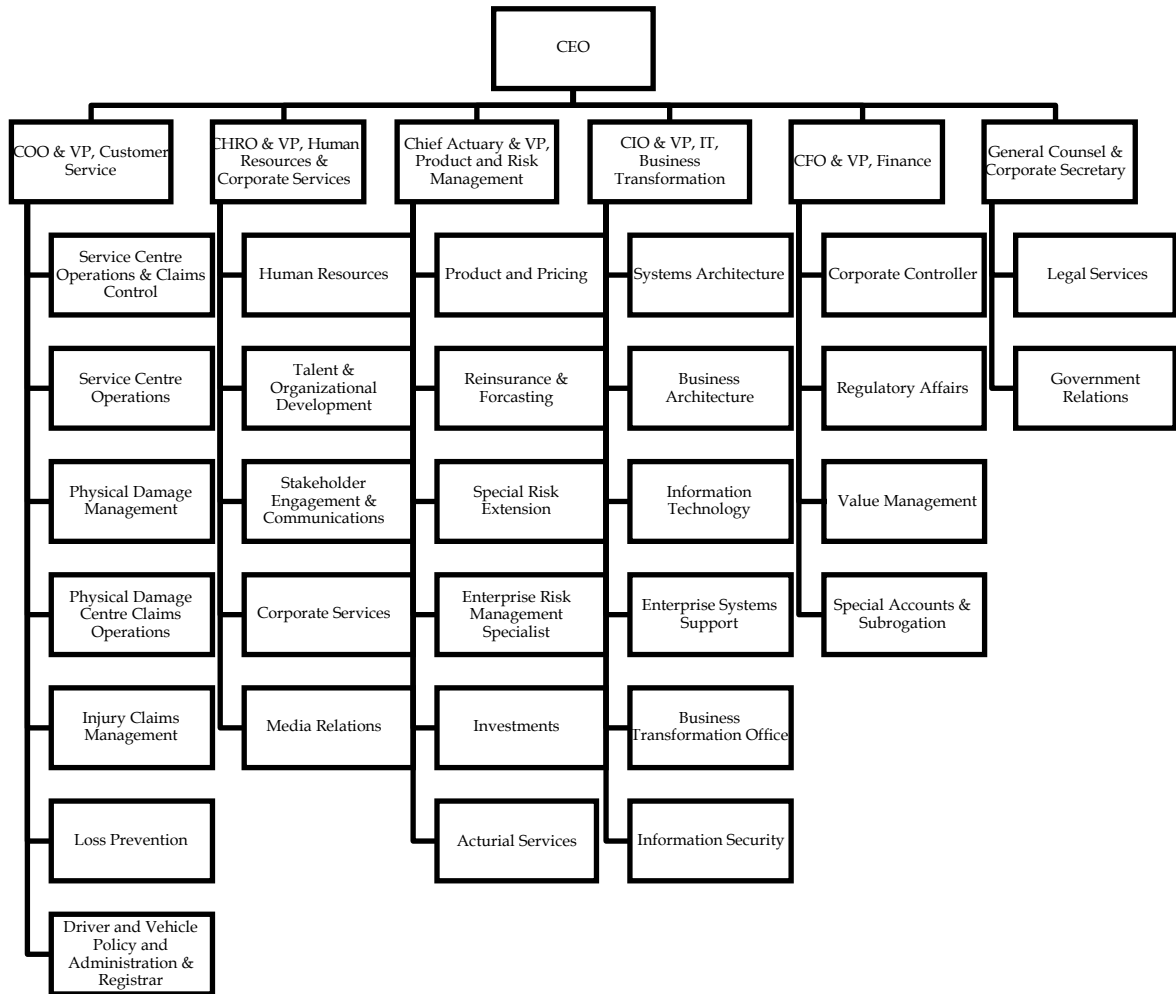 CEO
COO & VP, Customer
Service
CHRO & VP, Human
Resources &
Corporate Services
Chief Actuary & VP,
Product and Risk
Management
CIO & VP, IT,
Business
Transformation
CFO & VP, Finance
General Counsel &
Corporate Secretary
Service Centre
Operations & Claims
Control
Service Centre
Operations
Physical Damage
Management
Physical Damage
Centre Claims
Operations
Injury Claims
Management
Loss Prevention
Driver and Vehicle
Policy and
Administration &
Registrar
Human Resources
Talent &
Organizational
Development
Stakeholder
Engagement &
Communications
Corporate Services
Media Relations
Product and Pricing
Reinsurance &
Forcasting
Special Risk
Extension
Enterprise Risk
Management
Specialist
Investments
Acturial Services
Systems Architecture
Business
Architecture
Information
Technology
Enterprise Systems
Support
Business
Transformation Office
Information Security
Corporate Controller
Regulatory Affairs
Value Management
Special Accounts &
Subrogation
Legal Services
Government
Relations